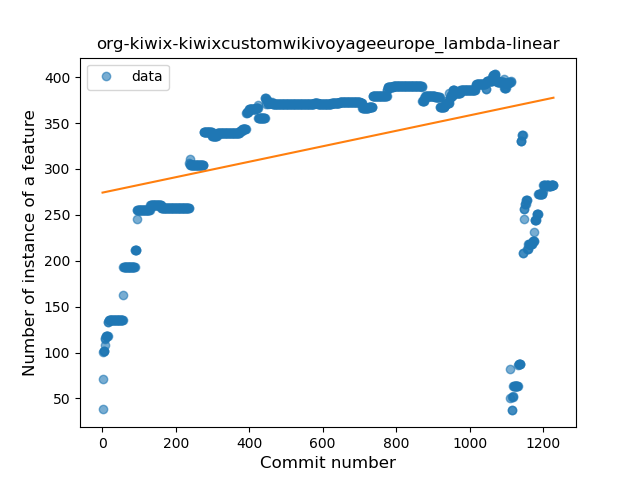 org-kiwix-kiwixcustomwikivoyageeurope_lambda-linear
data
Number of instance of a feature
400
350
300
250
200
150
100
50
0 200 400 600 800 1000 1200
Commit number